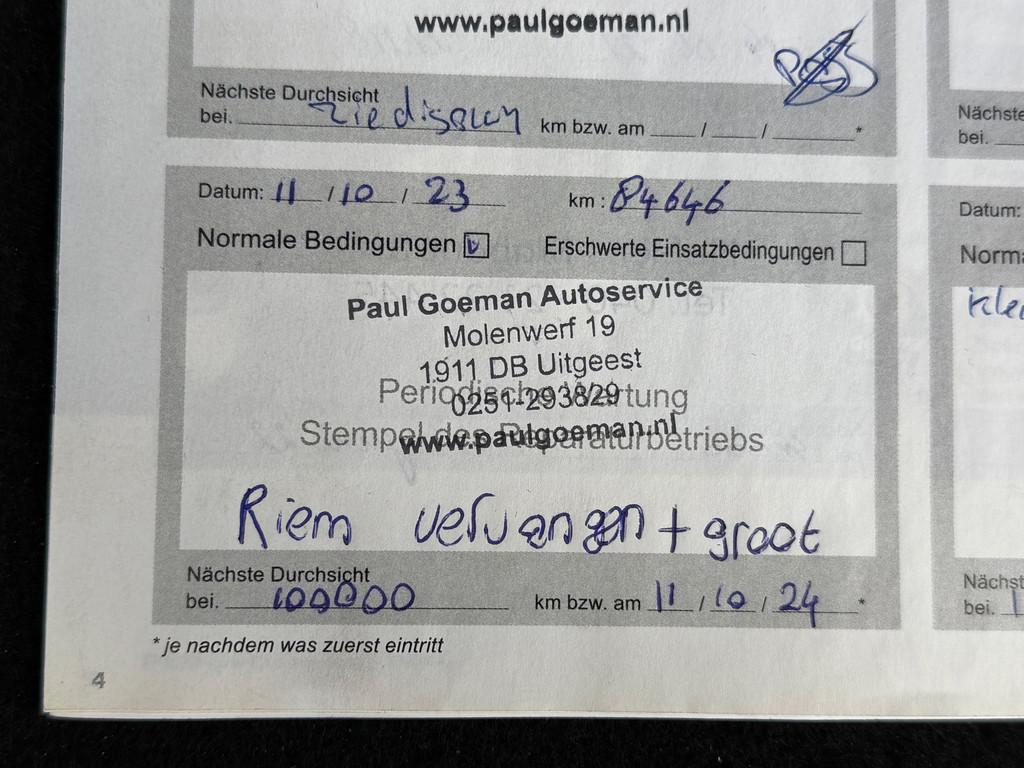 www.paulgoeman.nl
Nächste Durchsicht
bei. zie display km bzw. am / / *
Datum: 11 / 10 / 23 km : 84646
Normale Bedingungen Erschwerte Einsatzbedingungen
Paul Goeman Autoservice
Molenwerf 19
1911 DB Uitgeest
0251-293829
Periodische Wartung
www.paulgoeman.nl
Stempel des Reparaturbetriebs
Riem vervangen + groot
Nächste Durchsicht
bei. 100000 km bzw. am 11 / 10 / 24 *
* je nachdem was zuerst eintritt
4
Nächste
bei.
Datum:
Norma
kle
Nächst
bei. 1